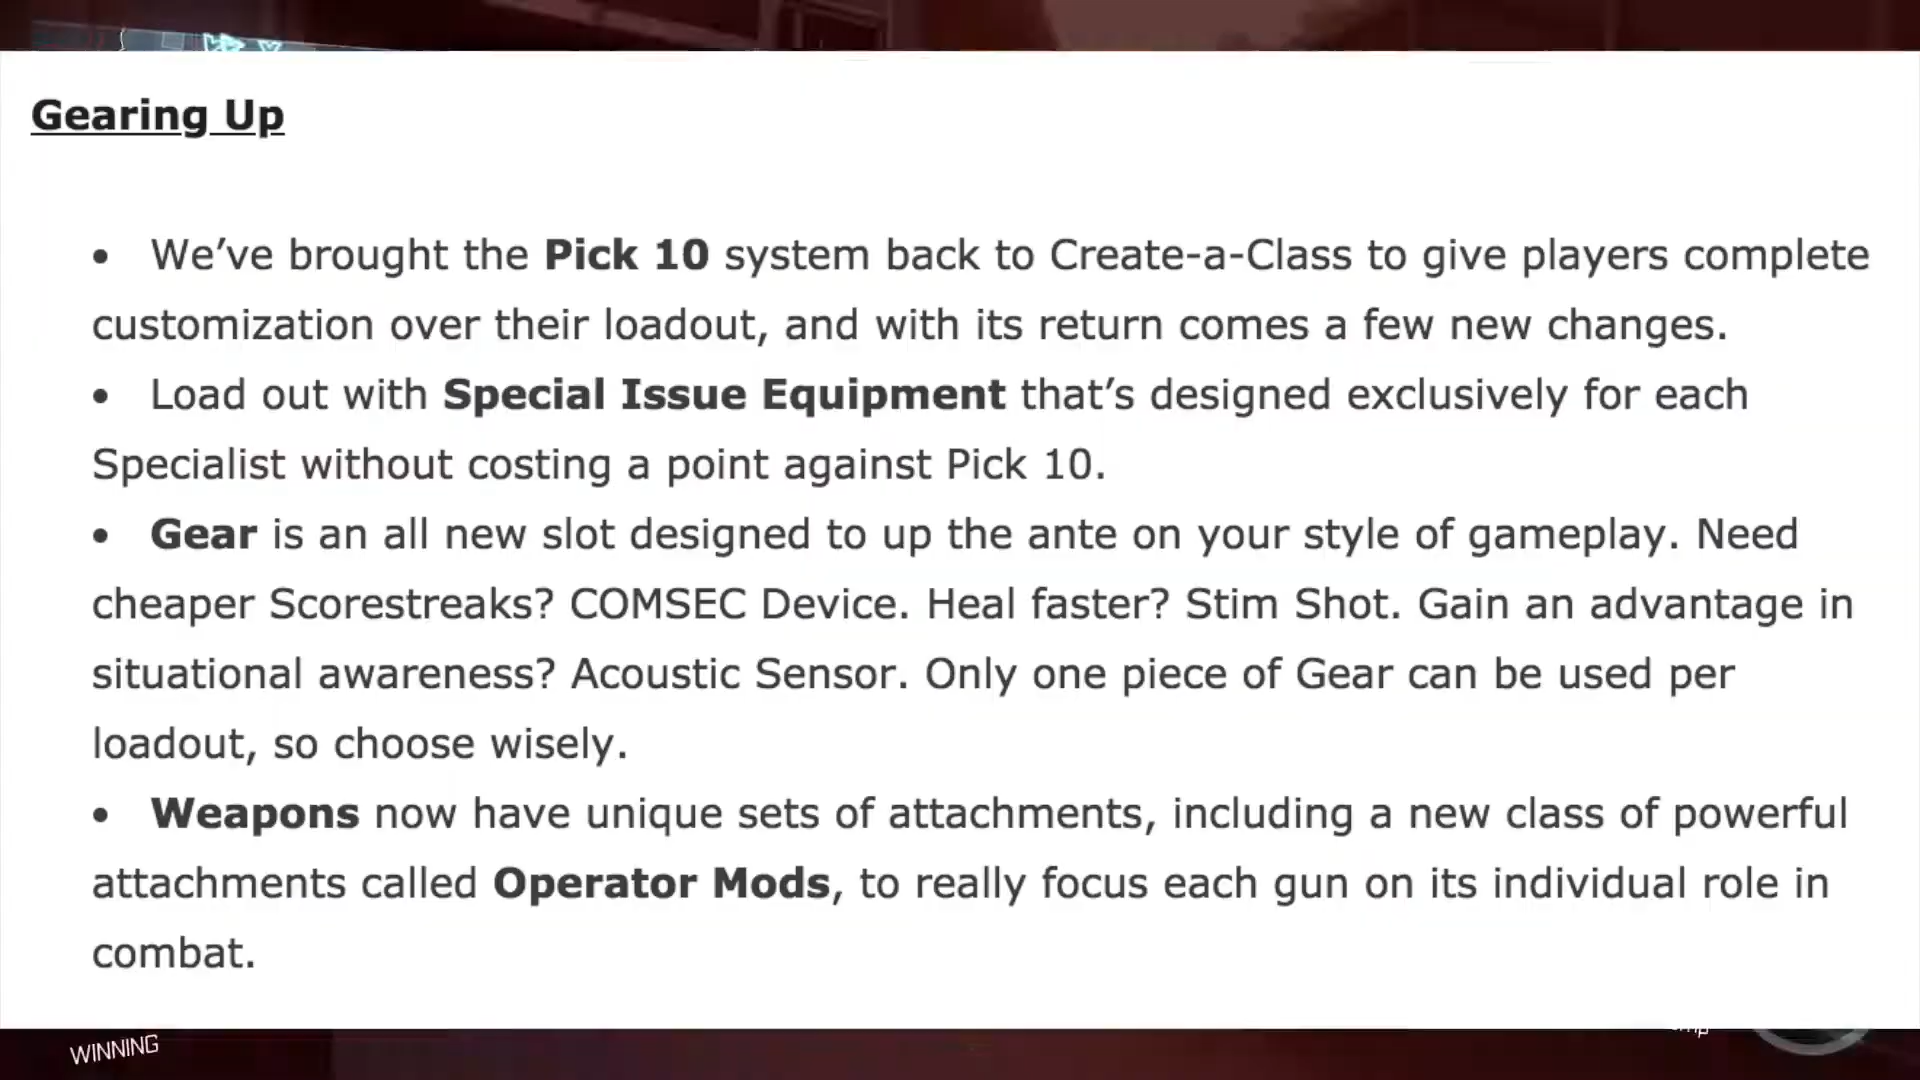 Gearing Up
• We’ve brought the Pick 10 system back to Create-a-Class to give players complete
customization over their loadout, and with its return comes a few new changes.
• Load out with Special Issue Equipment that’s designed exclusively for each
Specialist without costing a point against Pick 10.
• Gear is an all new slot designed to up the ante on your style of gameplay. Need
cheaper Scorestreaks? COMSEC Device. Heal faster? Stim Shot. Gain an advantage in
situational awareness? Acoustic Sensor. Only one piece of Gear can be used per
loadout, so choose wisely.
• Weapons now have unique sets of attachments, including a new class of powerful
attachments called Operator Mods, to really focus each gun on its individual role in
combat.
WINNING